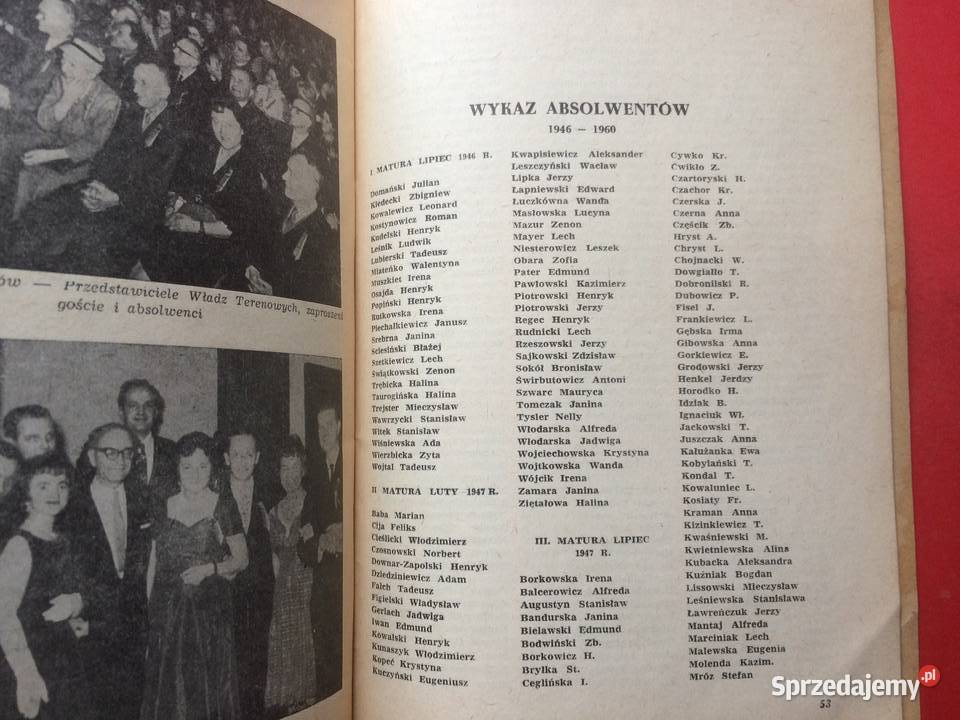 ów — Przedstawiciele Władz Terenowych, zaproszeni
goście i absolwenci
WYKAZ ABSOLWENTÓW
1946 — 1960
I MATURA LIPIEC 1946 R.
Domański Julian
Kiedecki Zbigniew
Kowalewicz Leonard
Kostynowicz Roman
Kudelski Henryk
Leśnik Ludwik
Lubierski Tadeusz
Miateńko Walentyna
Muszkiet Irena
Osajda Henryk
Popiński Henryk
Rutkowska Irena
Piechalkiewicz Janusz
Srebrna Janina
Sciesiński Błażej
Szetkiewicz Lech
Świątkowski Zenon
Trębicka Halina
Taurogińska Halina
Trejster Mieczysław
Wawrzycki Stanisław
Witek Stanisław
Wiśniewska Ada
Wierzbicka Zyta
Wojtal Tadeusz
II MATURA LUTY 1947 R.
Baba Marian
Cija Feliks
Cieślicki Włodzimierz
Czosnowski Norbert
Downar-Zapolski Henryk
Dziedziniewicz Adam
Falch Tadeusz
Figielski Władysław
Gerlach Jadwiga
Iwan Edmund
Kowalski Henryk
Kunaszyk Włodzimierz
Kopeć Krystyna
Kuczyński Eugeniusz
Kwapisiewicz Aleksander
Leszczyński Wacław
Lipka Jerzy
Łapniewski Edward
Łuczkówna Wanda
Masłowska Lucyna
Mazur Zenon
Mayer Lech
Niesterowicz Leszek
Obara Zofia
Pater Edmund
Pawłowski Kazimierz
Piotrowski Henryk
Piotrowski Jerzy
Regec Henryk
Rudnicki Lech
Rzeszowski Jerzy
Sajkowski Zdzisław
Sokół Bronisław
Świrbutowicz Antoni
Szwarc Mauryca
Tomczak Janina
Tysler Nelly
Włodarska Alfreda
Włodarska Jadwiga
Wojciechowska Krystyna
Wojtkowska Wanda
Wójcik Irena
Zamara Janina
Ziętałowa Halina
III. MATURA LIPIEC
1947 R.
Borkowska Irena
Balcerowicz Alfreda
Augustyn Stanisław
Bandurska Janina
Bielawski Edmund
Bodwiński Zb.
Borkowicz H.
Bryłka St.
Ceglińska I.
Cywko Kr.
Ćwikło Z.
Czartoryski H.
Czachor Kr.
Czerska J.
Czerna Anna
Częścik Zb.
Hryst A.
Chryst L.
Chojnacki W.
Dowgiałło T.
Dobronilski R.
Dubowicz P.
Fisel J.
Frankiewicz L.
Gębska Irma
Gibowska Anna
Gorkiewicz E.
Grodowski Jerzy
Henkel Jerdzy
Horodko H.
Idziak B.
Ignaciuk Wł.
Jackowski T.
Juszczak Anna
Kałużanka Ewa
Kobylański T.
Kondal T.
Kowaluniec L.
Kosiaty Fr.
Kraman Anna
Kizinkiewicz T.
Kwaśniewski M.
Kwietniewska Alina
Kubacka Aleksandra
Kuźniak Bogdan
Lissowski Mieczysław
Leśniewska Stanisława
Ławreńczuk Jerzy
Mantaj Alfreda
Marciniak Lech
Malewska Eugenia
Molenda Kazim.
Mróz Stefan
53
Sprzedajemy.pl